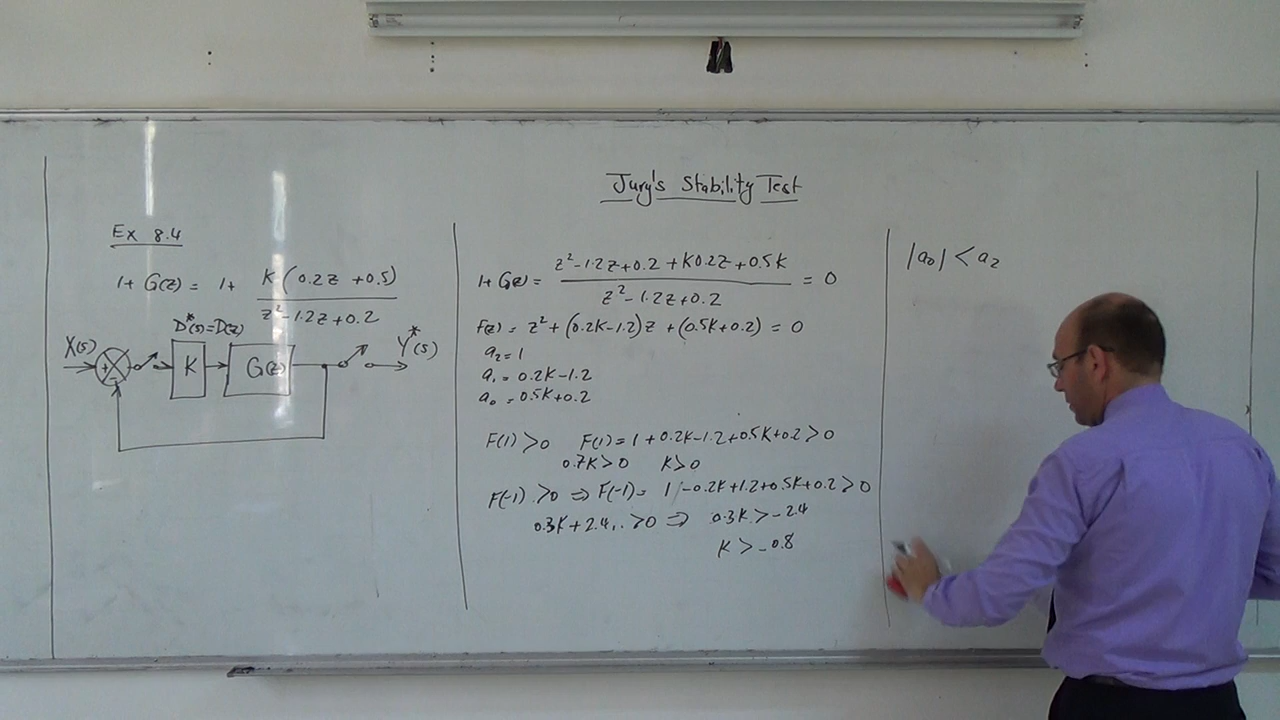 Jury's Stability Test
Ex 8.4
1+ G(z) = 1+ K(0.2z+0.5) / z²-1.2z+0.2
D*(s)=D(z)
X(s) + - K G(z) Y*(s)
1+ G(z) = z²-1.2z+0.2+K0.2z+0.5K / z²-1.2z+0.2 = 0
F(z) = z²+(0.2K-1.2)z+(0.5K+0.2) = 0
a₂=1
a₁=0.2K-1.2
a₀=0.5K+0.2
F(1)>0 F(1)=1+0.2K-1.2+0.5K+0.2>0
0.7K>0 K>0
F(-1)>0 ⇒ F(-1)= 1-0.2K+1.2+0.5K+0.2>0
0.3K+2.4..>0 ⇒ 0.3K>-2.4
K>-0.8
|a₀|<a₂